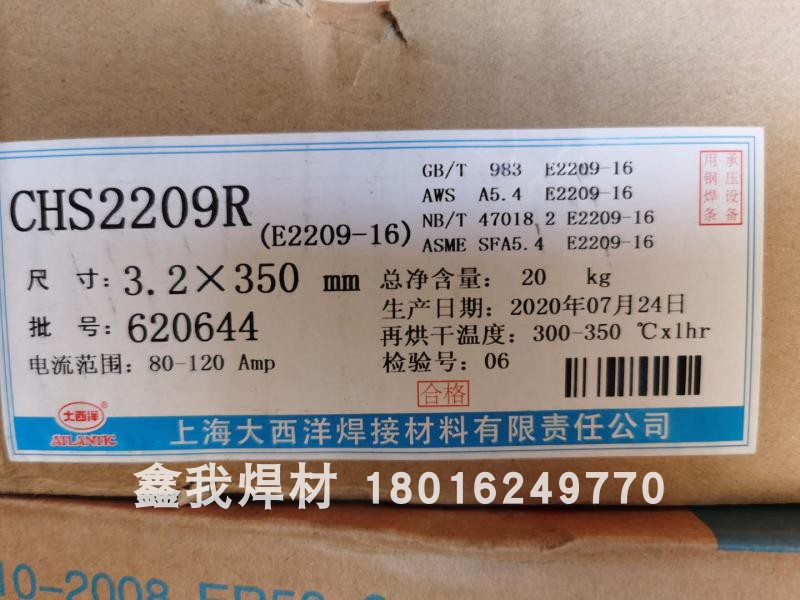 CHS2209R (E2209-16)
GB/T 983 E2209-16
AWS A5.4 E2209-16
NB/T 47018.2 E2209-16
ASME SFA5.4 E2209-16
承压设备
用钢焊条
尺 寸: 3.2×350 mm
总净含量: 20 kg
批 号: 620644
生产日期: 2020年07月24日
电流范围: 80-120 Amp
再烘干温度: 300-350 ℃x1hr
检验号: 06
合格
大西洋®
ATLANTIC
上海大西洋焊接材料有限责任公司
鑫我焊材 18016249770
10-2008